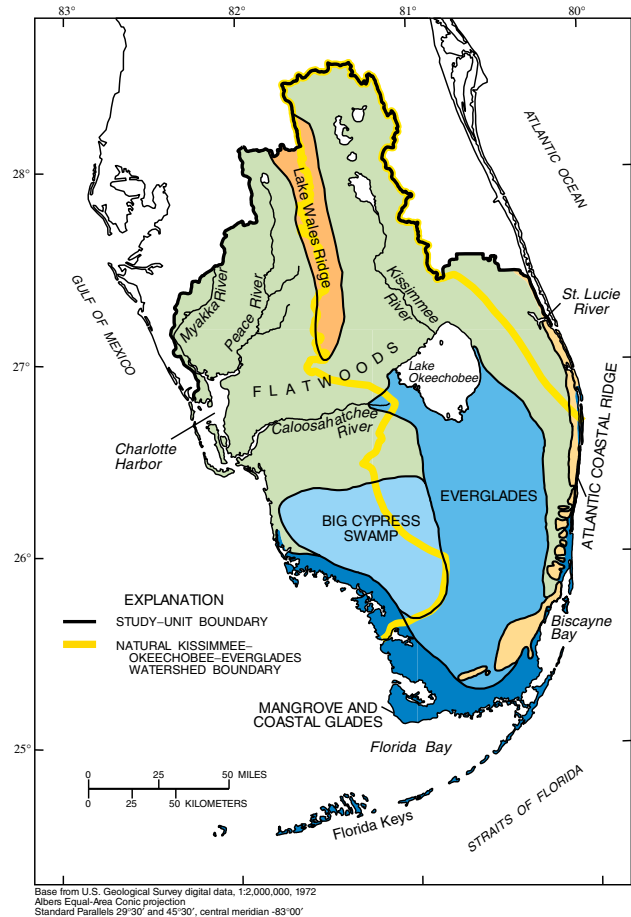 83°
82°
81°
80°
28°
27°
26°
25°
ATLANTIC OCEAN
GULF OF MEXICO
Lake Wales Ridge
Kissimmee
River
Myakka River
Peace River
St. Lucie
River
FLATWOODS
Lake
Okeechobee
Caloosahatchee
River
Charlotte
Harbor
ATLANTIC COASTAL RIDGE
EVERGLADES
BIG CYPRESS
SWAMP
Biscayne
Bay
EXPLANATION
STUDY–UNIT BOUNDARY
NATURAL KISSIMMEE–
OKEECHOBEE–EVERGLADES
WATERSHED BOUNDARY
MANGROVE AND
COASTAL GLADES
Florida Bay
0 25 50 MILES
0 25 50 KILOMETERS
Florida Keys
STRAITS OF FLORIDA
Base from U.S. Geological Survey digital data, 1:2,000,000, 1972
Albers Equal-Area Conic projection
Standard Parallels 29°30′ and 45°30′, central meridian -83°00′